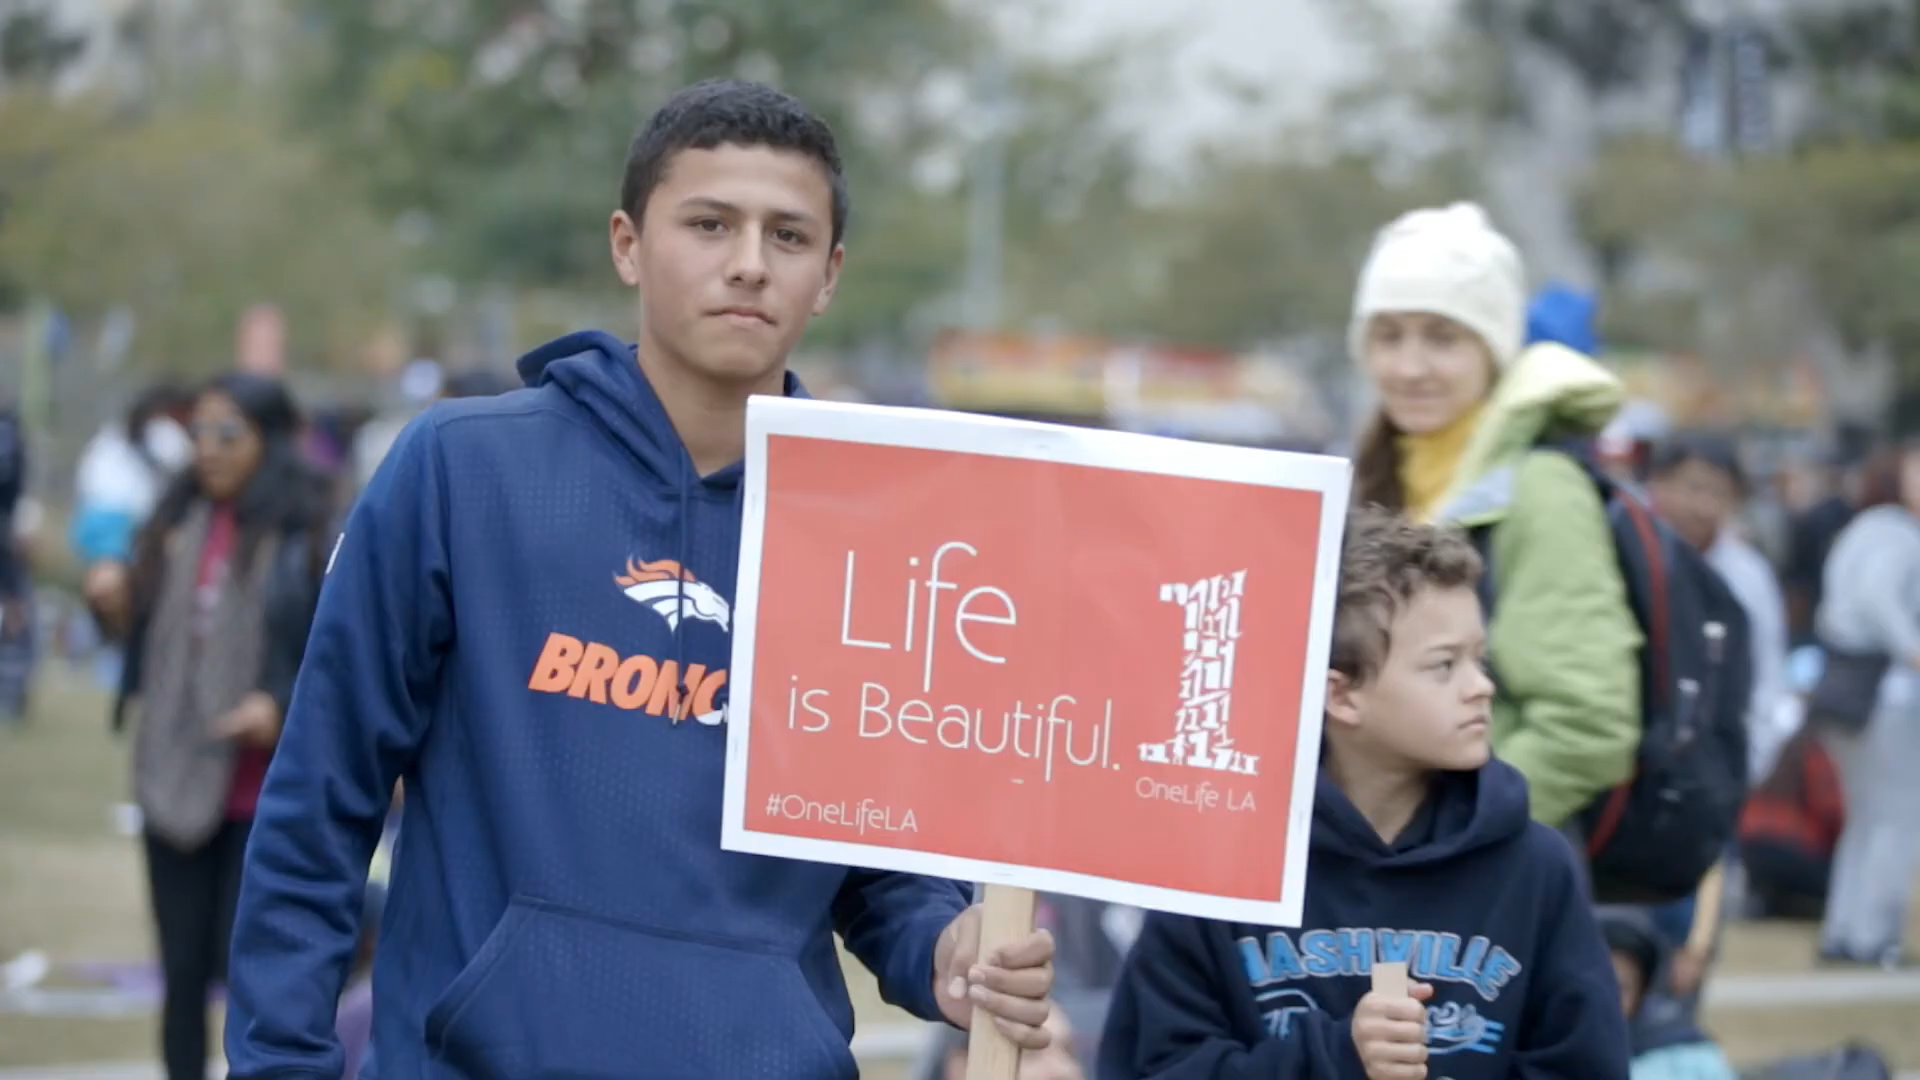 BRONC
Life
is Beautiful.
OneLife LA
#OneLifeLA
NASHVILLE